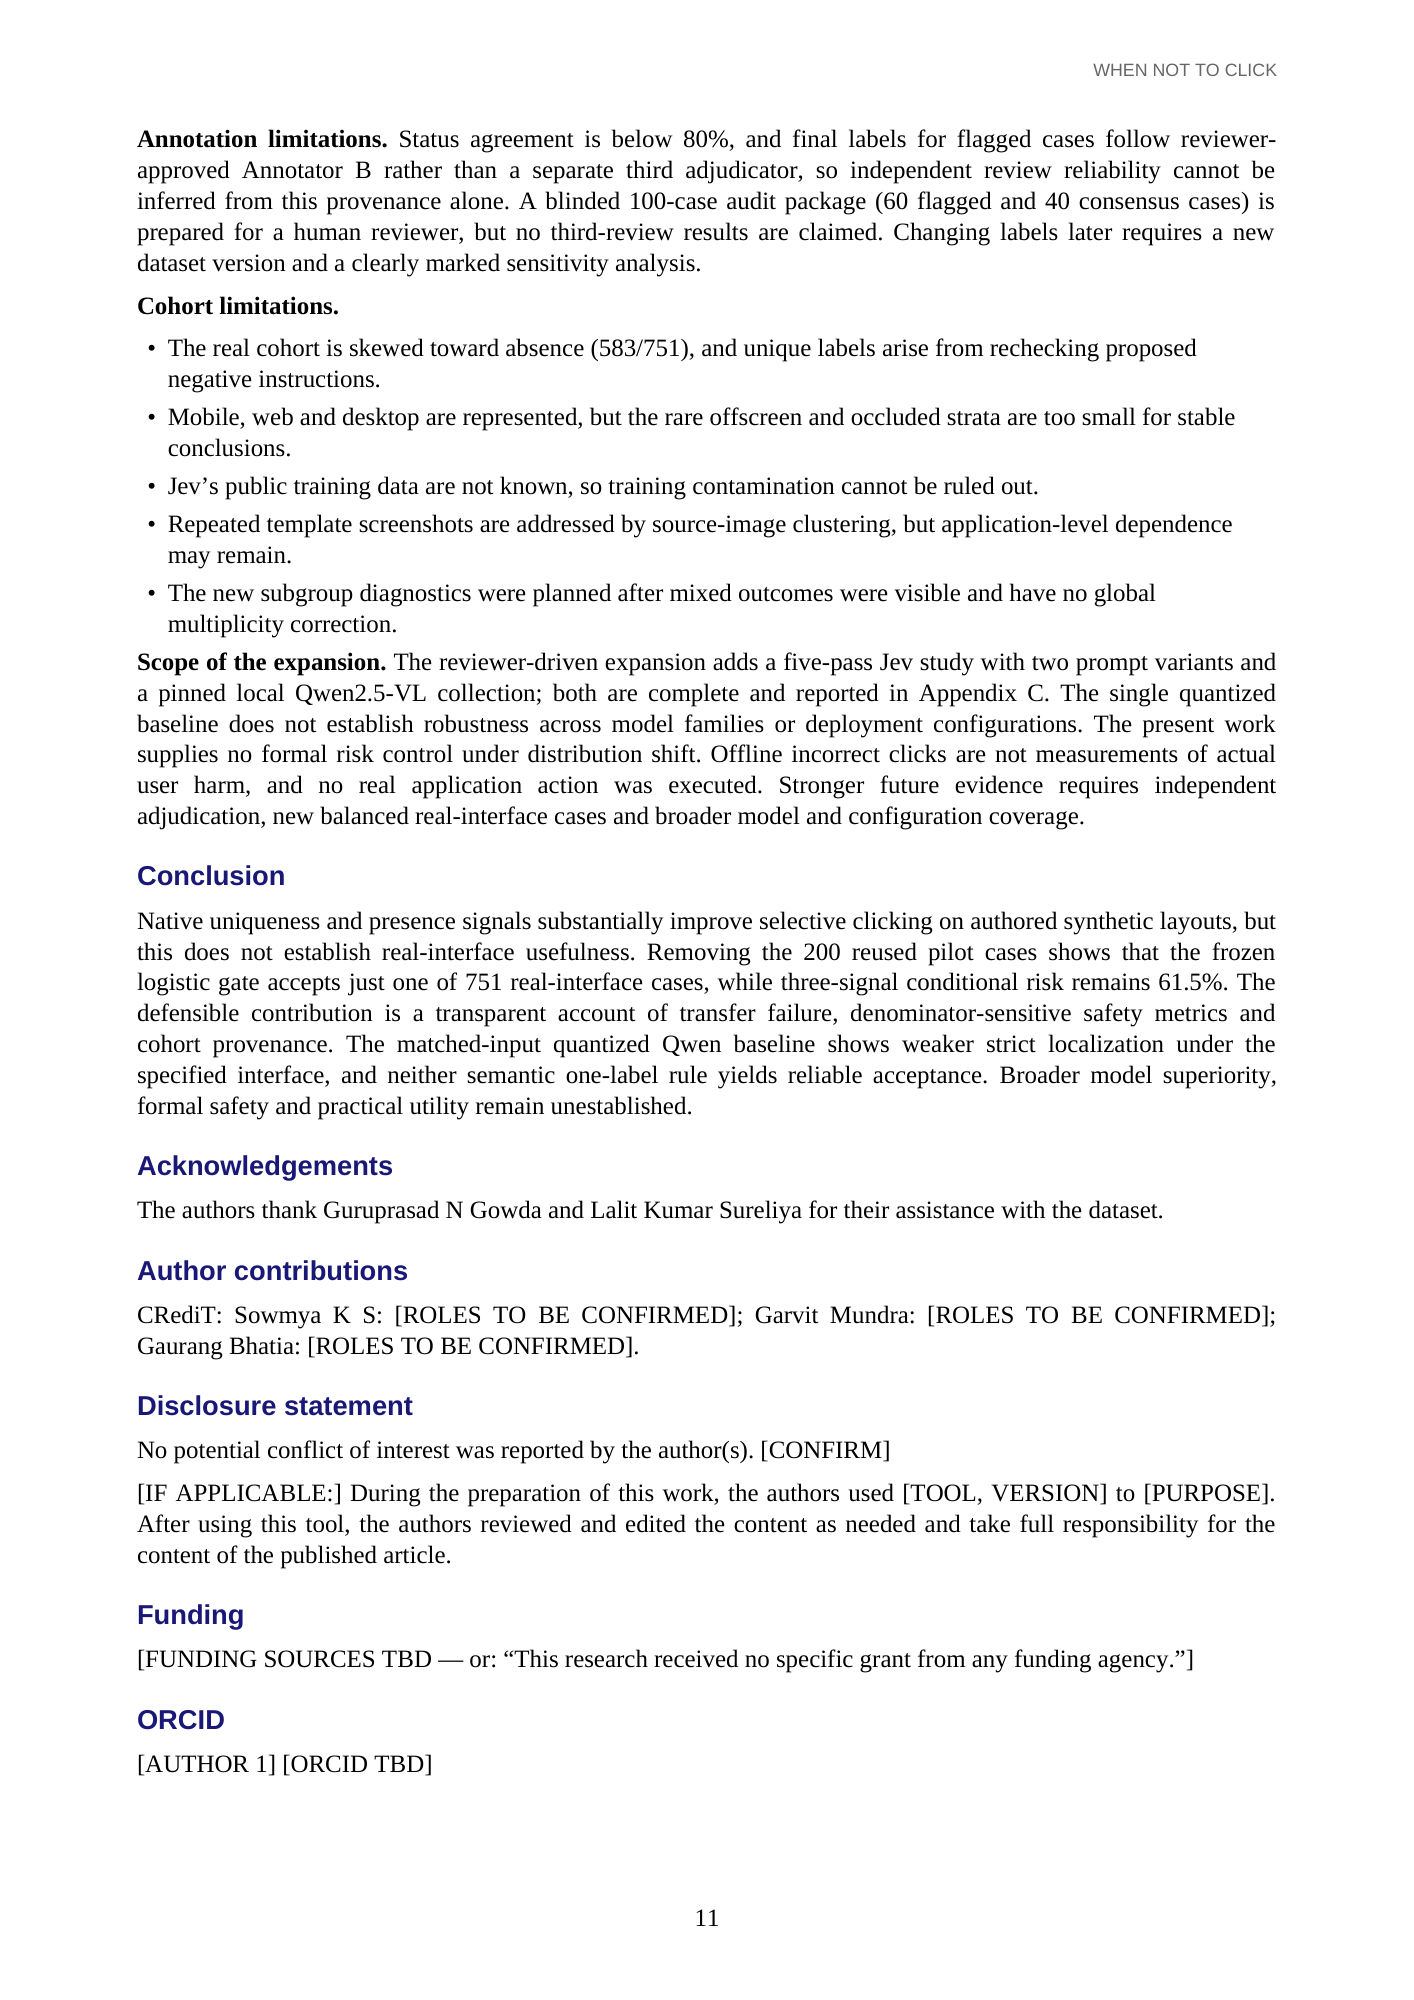 WHEN NOT TO CLICK
Annotation limitations. Status agreement is below 80%, and final labels for flagged cases follow reviewer-
approved Annotator B rather than a separate third adjudicator, so independent review reliability cannot be
inferred from this provenance alone. A blinded 100-case audit package (60 flagged and 40 consensus cases) is
prepared for a human reviewer, but no third-review results are claimed. Changing labels later requires a new
dataset version and a clearly marked sensitivity analysis.
Cohort limitations.
• The real cohort is skewed toward absence (583/751), and unique labels arise from rechecking proposed
negative instructions.
• Mobile, web and desktop are represented, but the rare offscreen and occluded strata are too small for stable
conclusions.
• Jev’s public training data are not known, so training contamination cannot be ruled out.
• Repeated template screenshots are addressed by source-image clustering, but application-level dependence
may remain.
• The new subgroup diagnostics were planned after mixed outcomes were visible and have no global
multiplicity correction.
Scope of the expansion. The reviewer-driven expansion adds a five-pass Jev study with two prompt variants and
a pinned local Qwen2.5-VL collection; both are complete and reported in Appendix C. The single quantized
baseline does not establish robustness across model families or deployment configurations. The present work
supplies no formal risk control under distribution shift. Offline incorrect clicks are not measurements of actual
user harm, and no real application action was executed. Stronger future evidence requires independent
adjudication, new balanced real-interface cases and broader model and configuration coverage.
Conclusion
Native uniqueness and presence signals substantially improve selective clicking on authored synthetic layouts, but
this does not establish real-interface usefulness. Removing the 200 reused pilot cases shows that the frozen
logistic gate accepts just one of 751 real-interface cases, while three-signal conditional risk remains 61.5%. The
defensible contribution is a transparent account of transfer failure, denominator-sensitive safety metrics and
cohort provenance. The matched-input quantized Qwen baseline shows weaker strict localization under the
specified interface, and neither semantic one-label rule yields reliable acceptance. Broader model superiority,
formal safety and practical utility remain unestablished.
Acknowledgements
The authors thank Guruprasad N Gowda and Lalit Kumar Sureliya for their assistance with the dataset.
Author contributions
CRediT: Sowmya K S: [ROLES TO BE CONFIRMED]; Garvit Mundra: [ROLES TO BE CONFIRMED];
Gaurang Bhatia: [ROLES TO BE CONFIRMED].
Disclosure statement
No potential conflict of interest was reported by the author(s). [CONFIRM]
[IF APPLICABLE:] During the preparation of this work, the authors used [TOOL, VERSION] to [PURPOSE].
After using this tool, the authors reviewed and edited the content as needed and take full responsibility for the
content of the published article.
Funding
[FUNDING SOURCES TBD — or: “This research received no specific grant from any funding agency.”]
ORCID
[AUTHOR 1] [ORCID TBD]
11